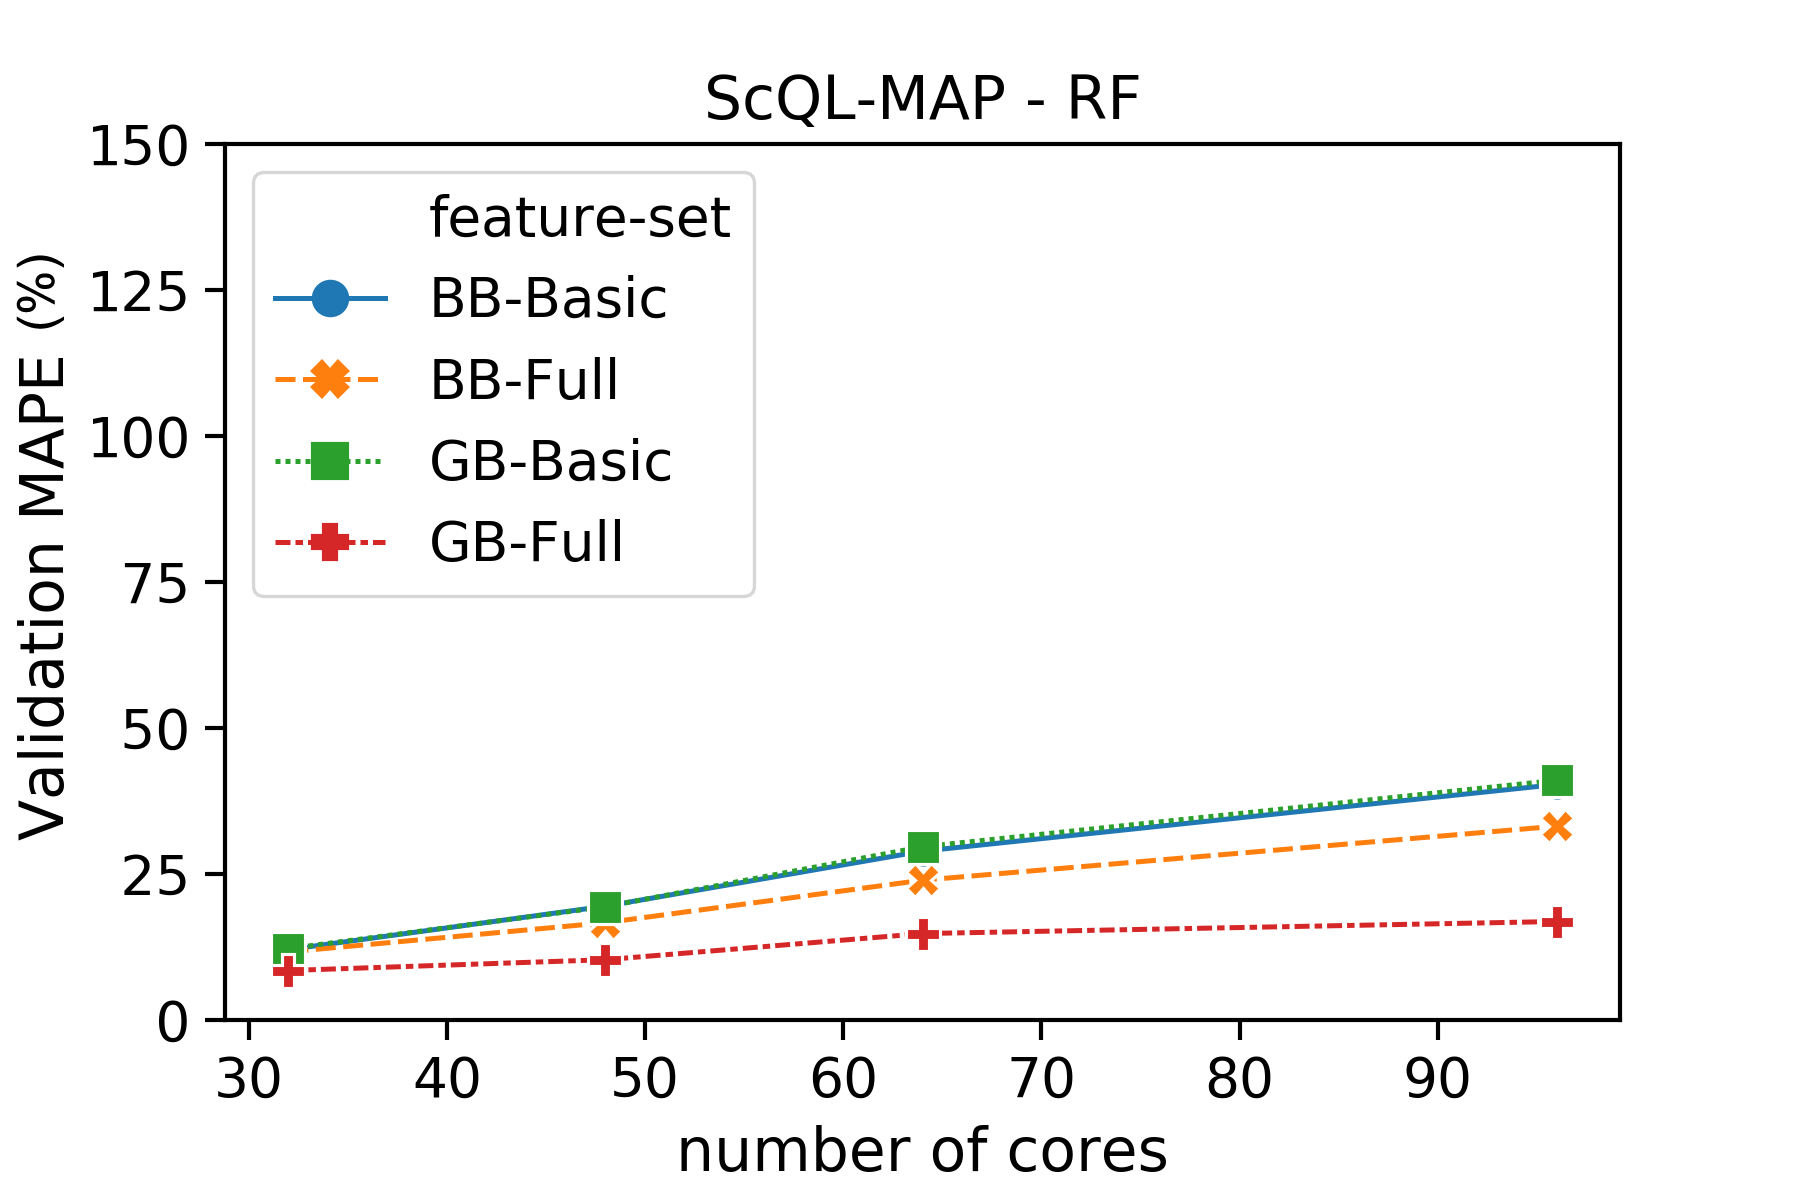 ScQL-MAP - RF
150
125
100
75
50
25
0
Validation MAPE (%)
feature-set
BB-Basic
BB-Full
GB-Basic
GB-Full
30 40 50 60 70 80 90
number of cores